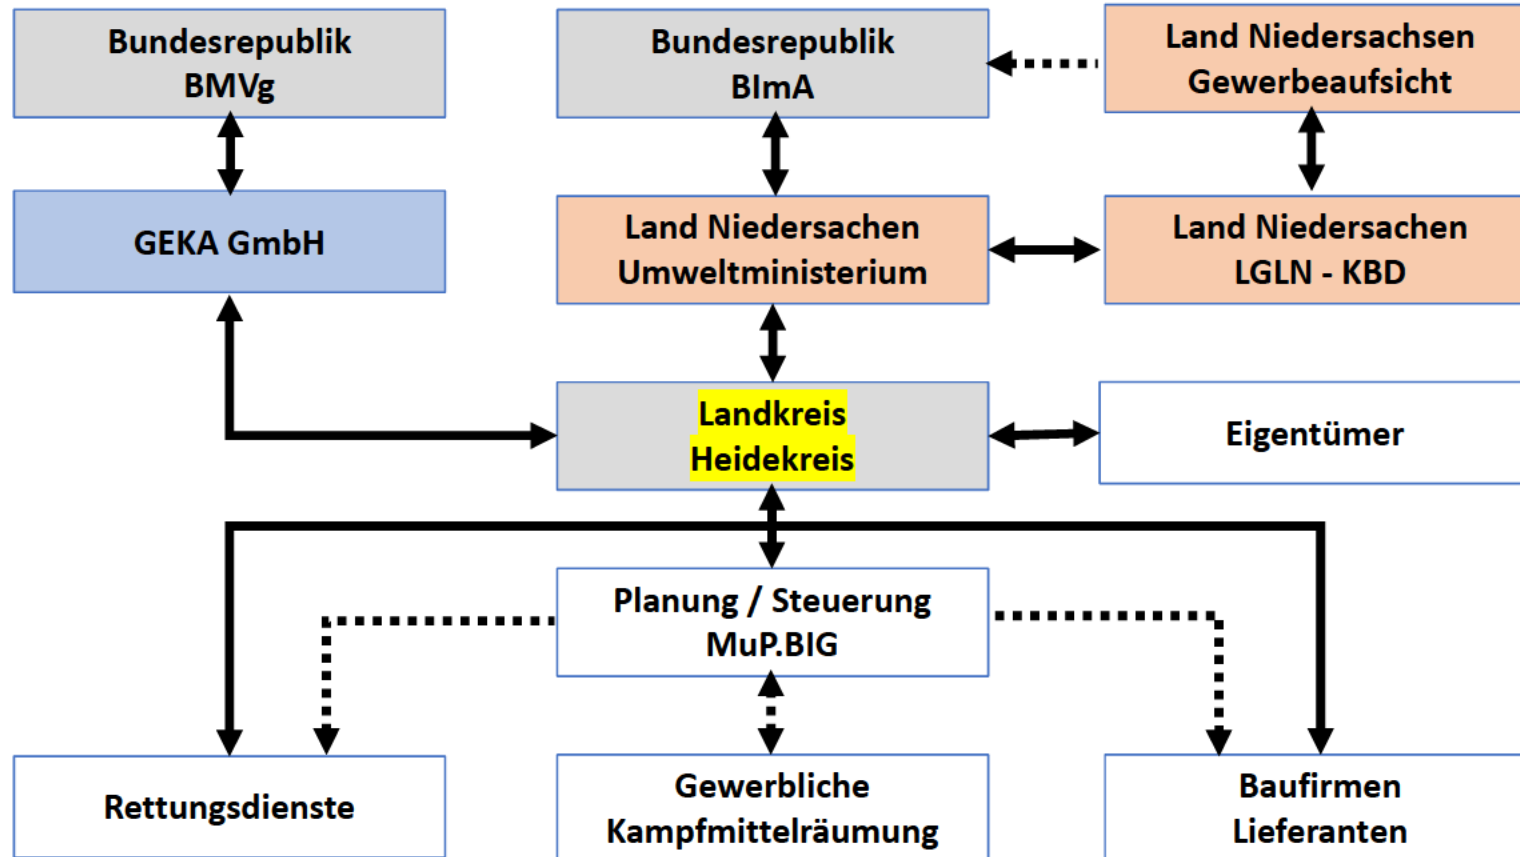 Bundesrepublik
BMVg
Bundesrepublik
BImA
Land Niedersachsen
Gewerbeaufsicht
GEKA GmbH
Land Niedersachen
Umweltministerium
Land Niedersachen
LGLN - KBD
Landkreis
Heidekreis
Eigentümer
Planung / Steuerung
MuP.BIG
Rettungsdienste
Gewerbliche
Kampfmittelräumung
Baufirmen
Lieferanten